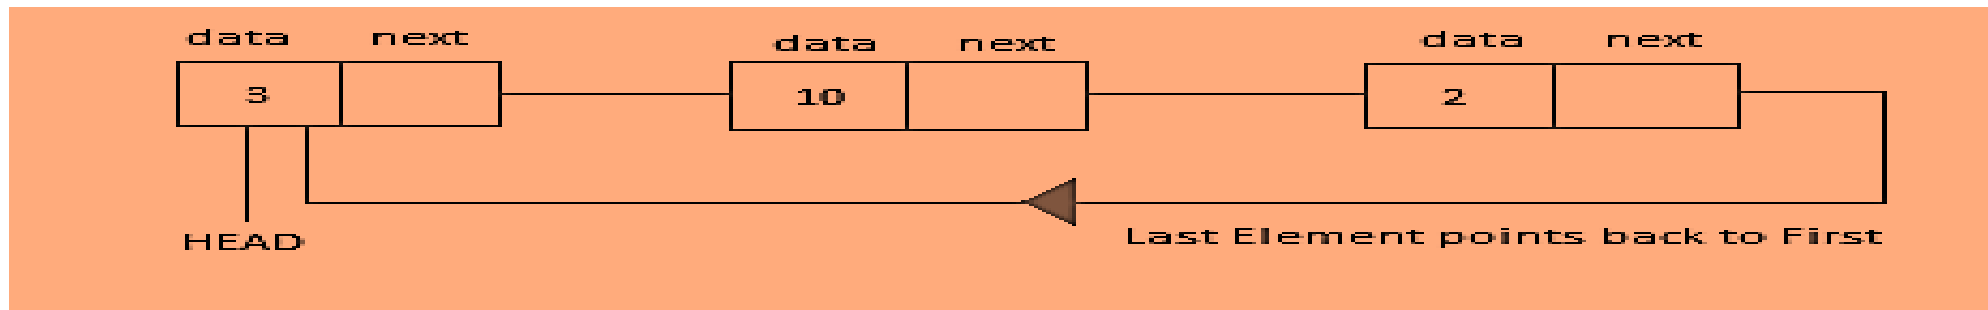 data next data next data next
3 10 2
HEAD
Last Element points back to First